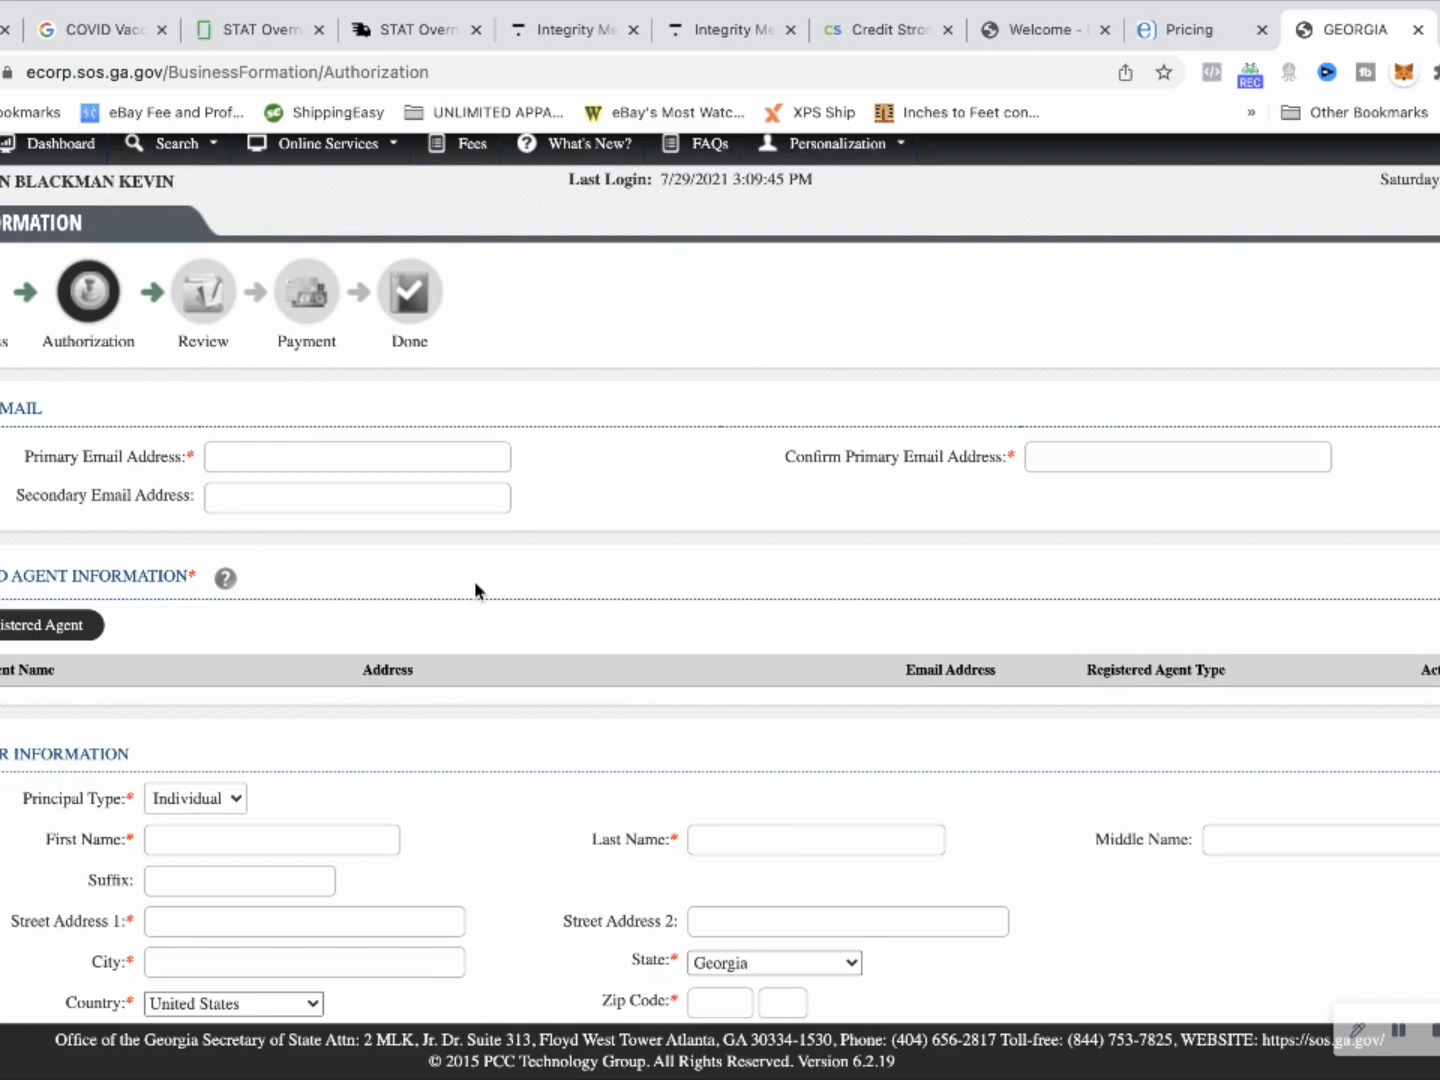 COVID Vacc
STAT Overn
STAT Overn
Integrity Me
Integrity Me
CS Credit Stron
Welcome -
Pricing
GEORGIA
ecorp.sos.ga.gov/BusinessFormation/Authorization
REC
ookmarks
eBay Fee and Prof...
ShippingEasy
UNLIMITED APPA...
eBay's Most Watc...
XPS Ship
Inches to Feet con...
»
Other Bookmarks
Dashboard
Search
Online Services
Fees
What's New?
FAQs
Personalization
N BLACKMAN KEVIN
Last Login: 7/29/2021 3:09:45 PM
Saturday
ORMATION
s
Authorization
Review
Payment
Done
MAIL
Primary Email Address:*
Confirm Primary Email Address:*
Secondary Email Address:
D AGENT INFORMATION*
?
istered Agent
ent Name
Address
Email Address
Registered Agent Type
Act
R INFORMATION
Principal Type:*
Individual
First Name:*
Last Name:*
Middle Name:
Suffix:
Street Address 1:*
Street Address 2:
City:*
State:*
Georgia
Country:*
United States
Zip Code:*
Office of the Georgia Secretary of State Attn: 2 MLK, Jr. Dr. Suite 313, Floyd West Tower Atlanta, GA 30334-1530, Phone: (404) 656-2817 Toll-free: (844) 753-7825, WEBSITE: https://sos.ga.gov/
© 2015 PCC Technology Group. All Rights Reserved. Version 6.2.19